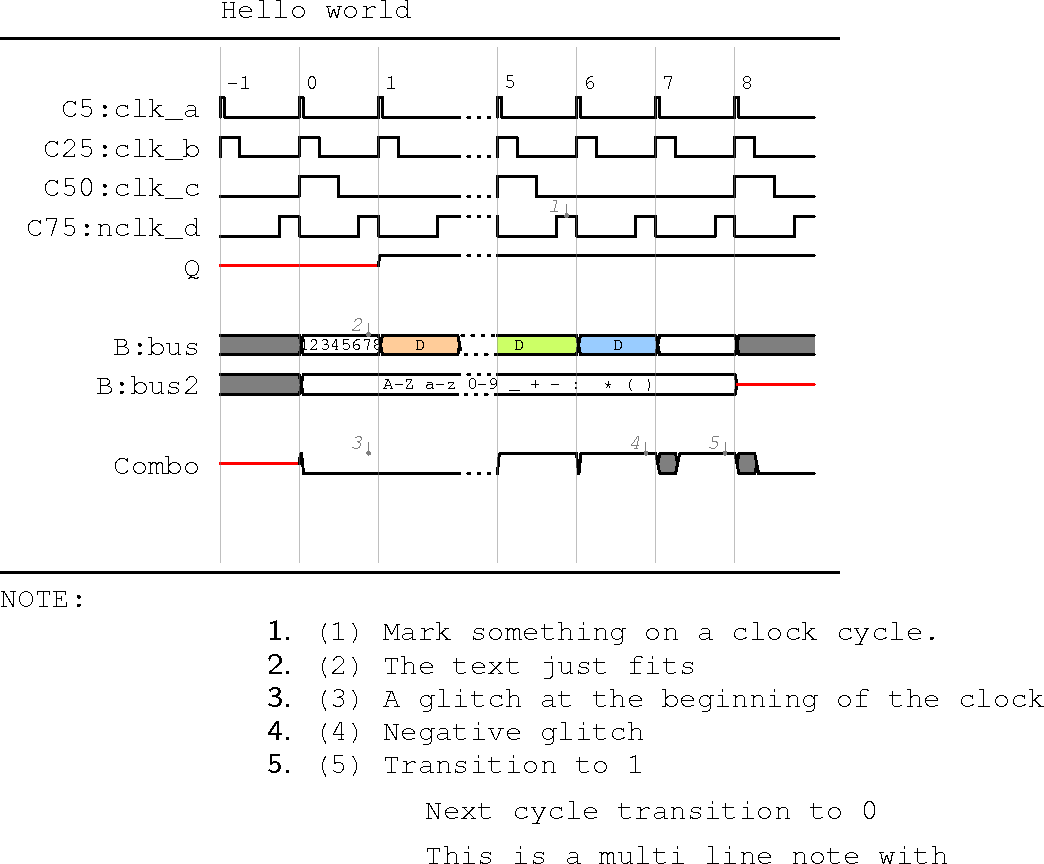 Hello world
-1 0 1 5 6 7 8
C5:clk_a
C25:clk_b
C50:clk_c
1
C75:nclk_d
Q
2
B:bus 12345678 D D D
B:bus2 A-Z a-z 0-9 _ + - : * ( )
3 4 5
Combo
NOTE:
1. (1) Mark something on a clock cycle.
2. (2) The text just fits
3. (3) A glitch at the beginning of the clock
4. (4) Negative glitch
5. (5) Transition to 1
Next cycle transition to 0
This is a multi line note with